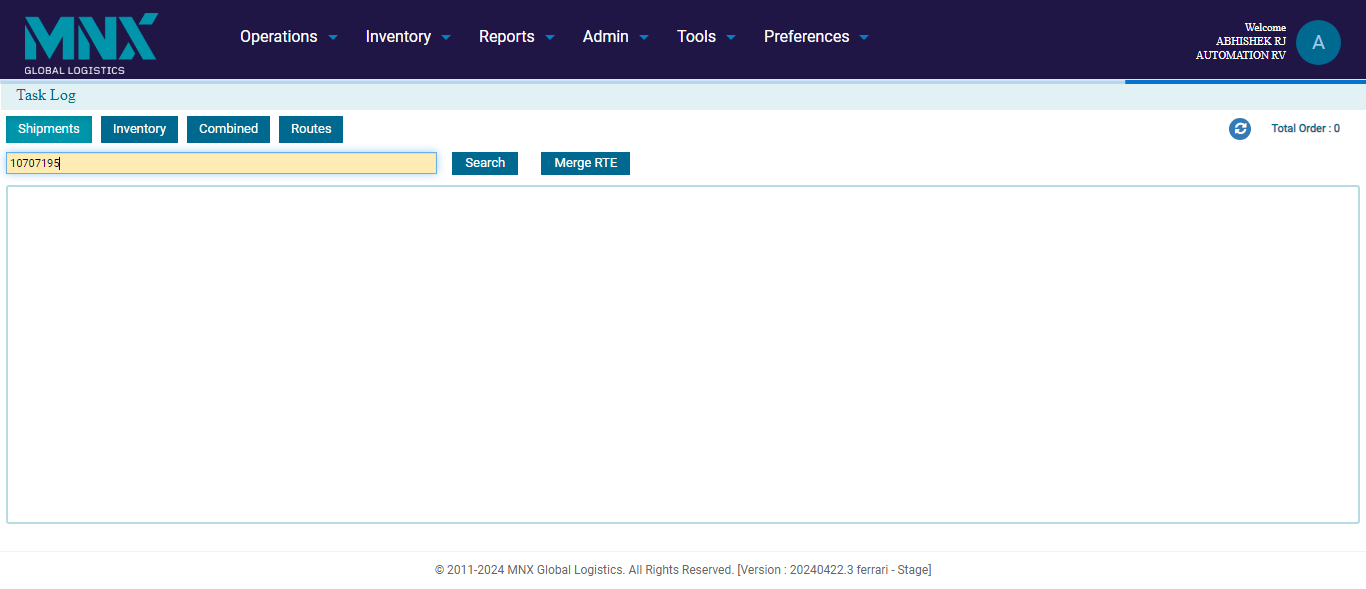 MNX
GLOBAL LOGISTICS
Operations Inventory Reports Admin Tools Preferences
Welcome
ABHISHEK RJ
AUTOMATION RV
A
Task Log
Shipments Inventory Combined Routes
Total Order : 0
10707195
Search Merge RTE
© 2011-2024 MNX Global Logistics. All Rights Reserved. [Version : 20240422.3 ferrari - Stage]